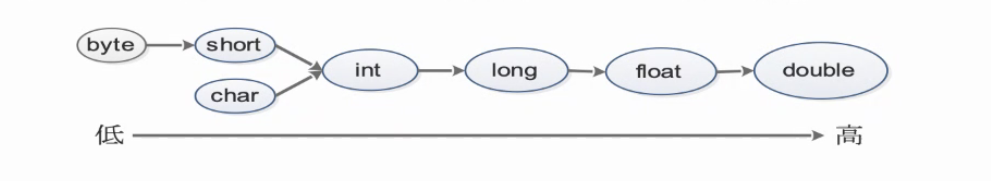 byte short int long float double
char
低 高